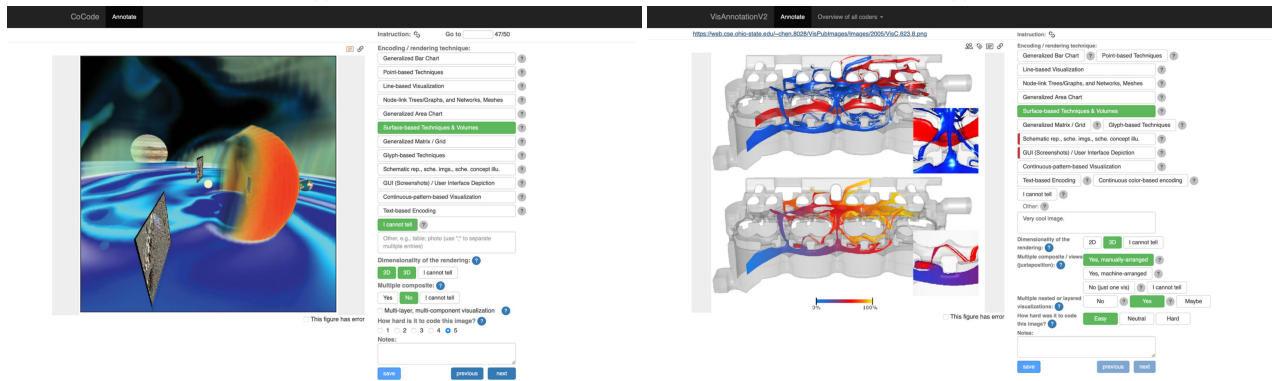 CoCode Annotate
Instruction: Go to 47/50
Encoding / rendering technique:
Generalized Bar Chart ?
Point-based Techniques ?
Line-based Visualization ?
Node-link Trees/Graphs, and Networks, Meshes ?
Generalized Area Chart ?
Surface-based Techniques & Volumes ?
Generalized Matrix / Grid ?
Glyph-based Techniques ?
Schematic rep., sche. imgs., sche. concept illu. ?
GUI (Screenshots) / User Interface Depiction ?
Continuous-pattern-based Visualization ?
Text-based Encoding ?
I cannot tell ?
Other, e.g., table; photo (use ";" to separate
multiple entries)
Dimensionality of the rendering: ?
2D 3D I cannot tell
Multiple composite: ?
Yes No I cannot tell
Multi-layer, multi-component visualization ?
This figure has error
How hard is it to code this image? ?
1 2 3 4 5
Notes:
save previous next
VisAnnotationV2 Annotate Overview of all coders
https://web.cse.ohio-state.edu/~chen.8028/VisPubImages/Images/2005/VisC.623.8.png
Instruction:
Encoding / rendering technique:
Generalized Bar Chart ? Point-based Techniques ?
Line-based Visualization ?
Node-link Trees/Graphs, and Networks, Meshes ?
Generalized Area Chart ?
Surface-based Techniques & Volumes ?
Generalized Matrix / Grid ? Glyph-based Techniques ?
Schematic rep., sche. imgs, sche. concept illu. ?
GUI (Screenshots) / User Interface Depiction ?
Continuous-pattern-based Visualization ?
Text-based Encoding ? Continuous color-based encoding ?
I cannot tell ?
Other: ?
Very cool image.
Dimensionality of the
rendering: ?
2D 3D I cannot tell
Multiple composite / views
(juxtaposition): ?
Yes, manually-arranged ?
Yes, machine-arranged ?
No (just one vis) ? I cannot tell
Multiple nested or layered
visualizations: ?
No ? Yes ? Maybe
How hard was it to code
this image? ?
Easy Neutral Hard
Notes:
0% 100%
This figure has error
save previous next